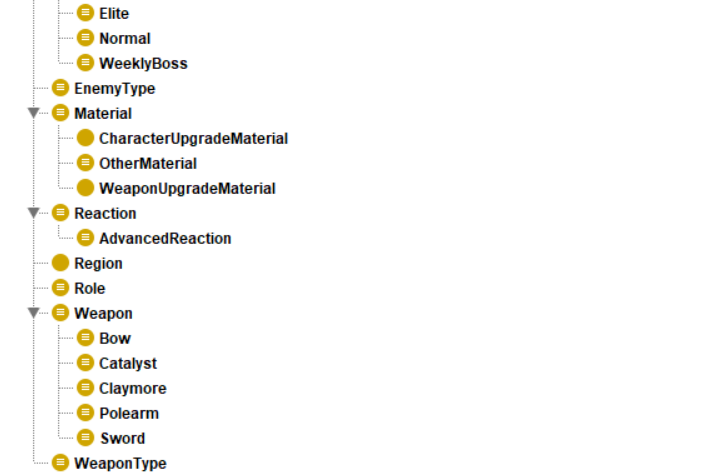 Elite
Normal
WeeklyBoss
EnemyType
Material
CharacterUpgradeMaterial
OtherMaterial
WeaponUpgradeMaterial
Reaction
AdvancedReaction
Region
Role
Weapon
Bow
Catalyst
Claymore
Polearm
Sword
WeaponType